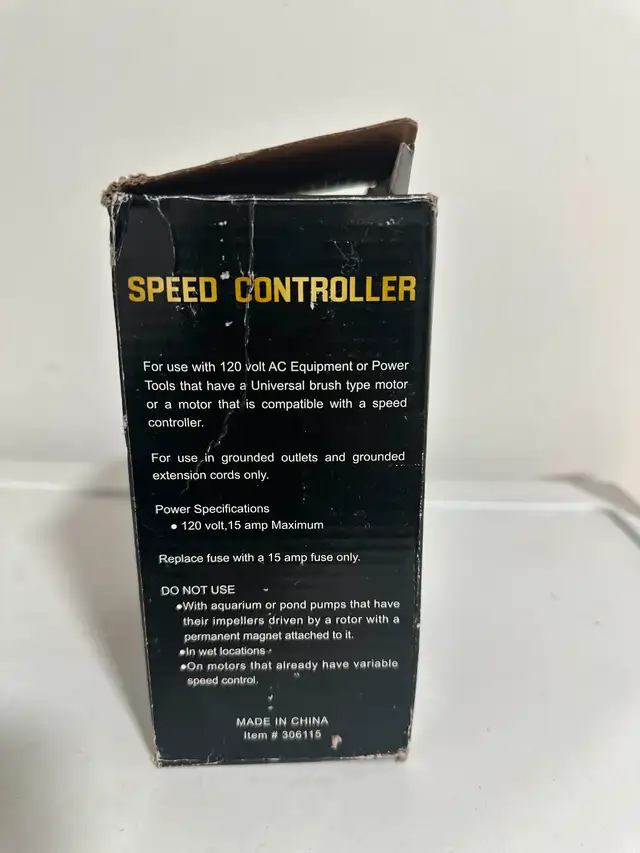 SPEED CONTROLLER
For use with 120 volt AC Equipment or Power
Tools that have a Universal brush type motor
or a motor that is compatible with a speed
controller.
For use in grounded outlets and grounded
extension cords only.
Power Specifications
● 120 volt,15 amp Maximum
Replace fuse with a 15 amp fuse only.
DO NOT USE
●With aquarium or pond pumps that have
their impellers driven by a rotor with a
permanent magnet attached to it.
●In wet locations
●On motors that already have variable
speed control.
MADE IN CHINA
Item # 306115